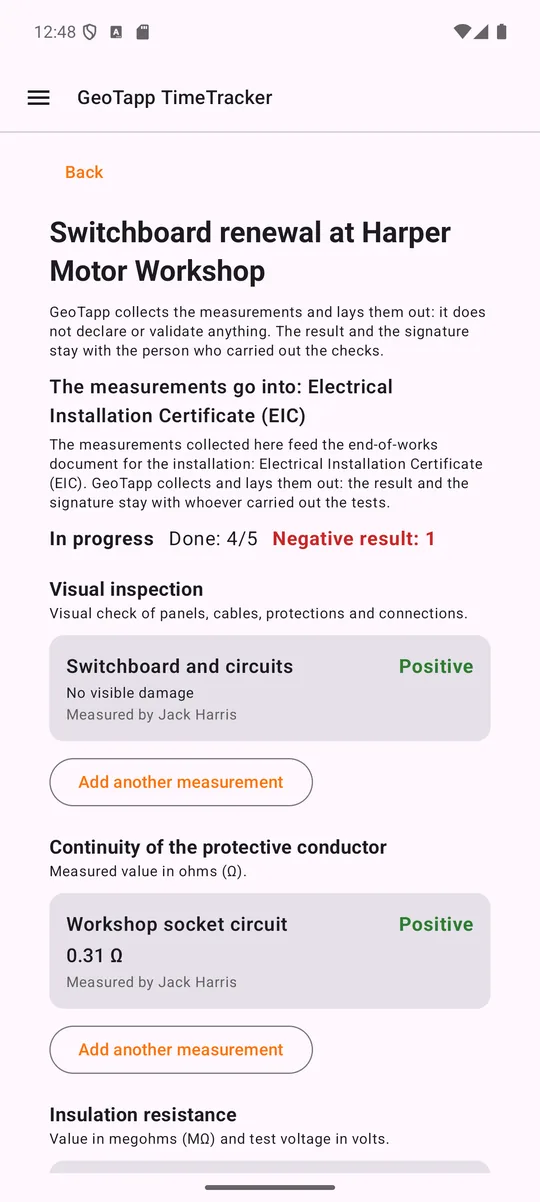 12:48
GeoTapp TimeTracker
Back
Switchboard renewal at Harper
Motor Workshop
GeoTapp collects the measurements and lays them out: it does
not declare or validate anything. The result and the signature
stay with the person who carried out the checks.
The measurements go into: Electrical
Installation Certificate (EIC)
The measurements collected here feed the end-of-works
document for the installation: Electrical Installation Certificate
(EIC). GeoTapp collects and lays them out: the result and the
signature stay with whoever carried out the tests.
In progress Done: 4/5 Negative result: 1
Visual inspection
Visual check of panels, cables, protections and connections.
Switchboard and circuits Positive
No visible damage
Measured by Jack Harris
Add another measurement
Continuity of the protective conductor
Measured value in ohms (Ω).
Workshop socket circuit Positive
0.31 Ω
Measured by Jack Harris
Add another measurement
Insulation resistance
Value in megohms (MΩ) and test voltage in volts.